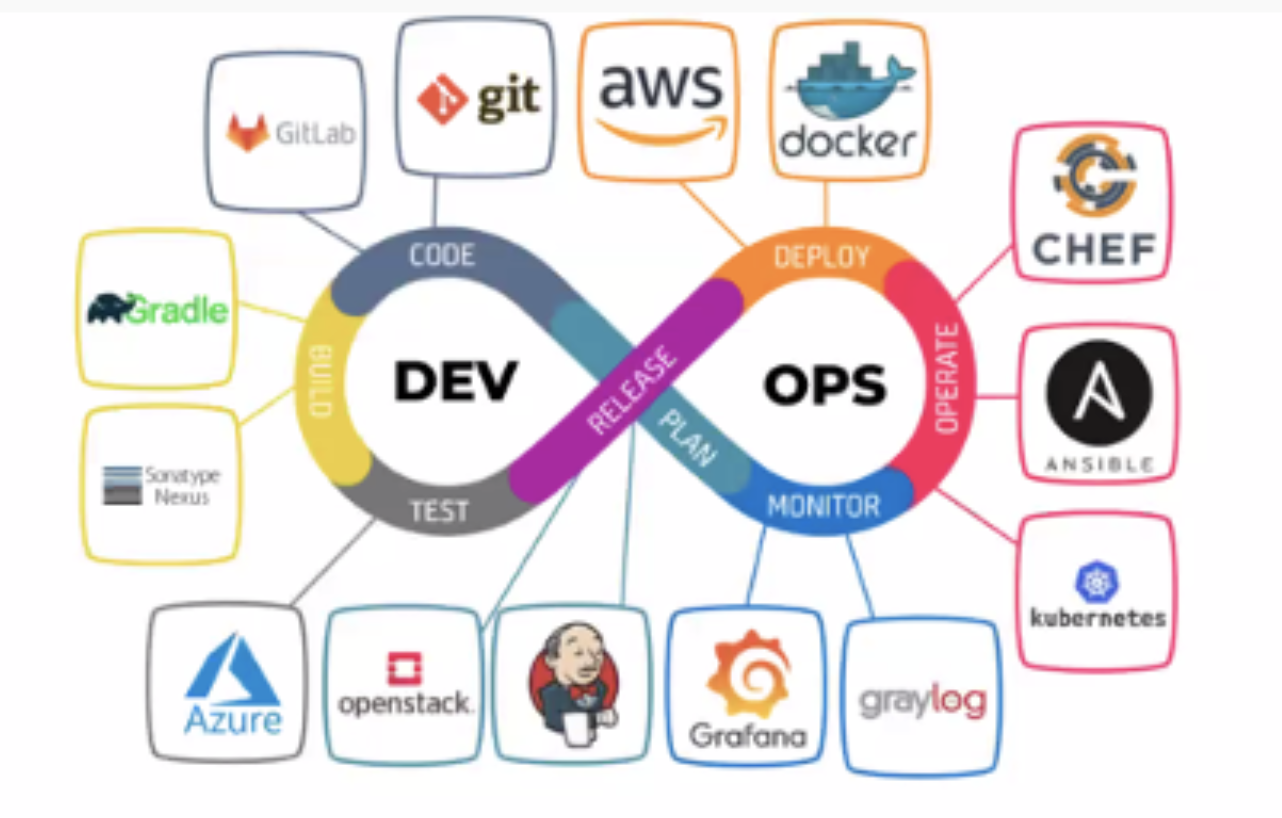 GitLab
git
aws
docker
CHEF
Gradle
CODE
DEPLOY
BUILD
DEV
RELEASE
PLAN
OPS
OPERATE
ANSIBLE
Sonatype
Nexus
TEST
MONITOR
kubernetes
Azure
openstack.
Grafana
graylog